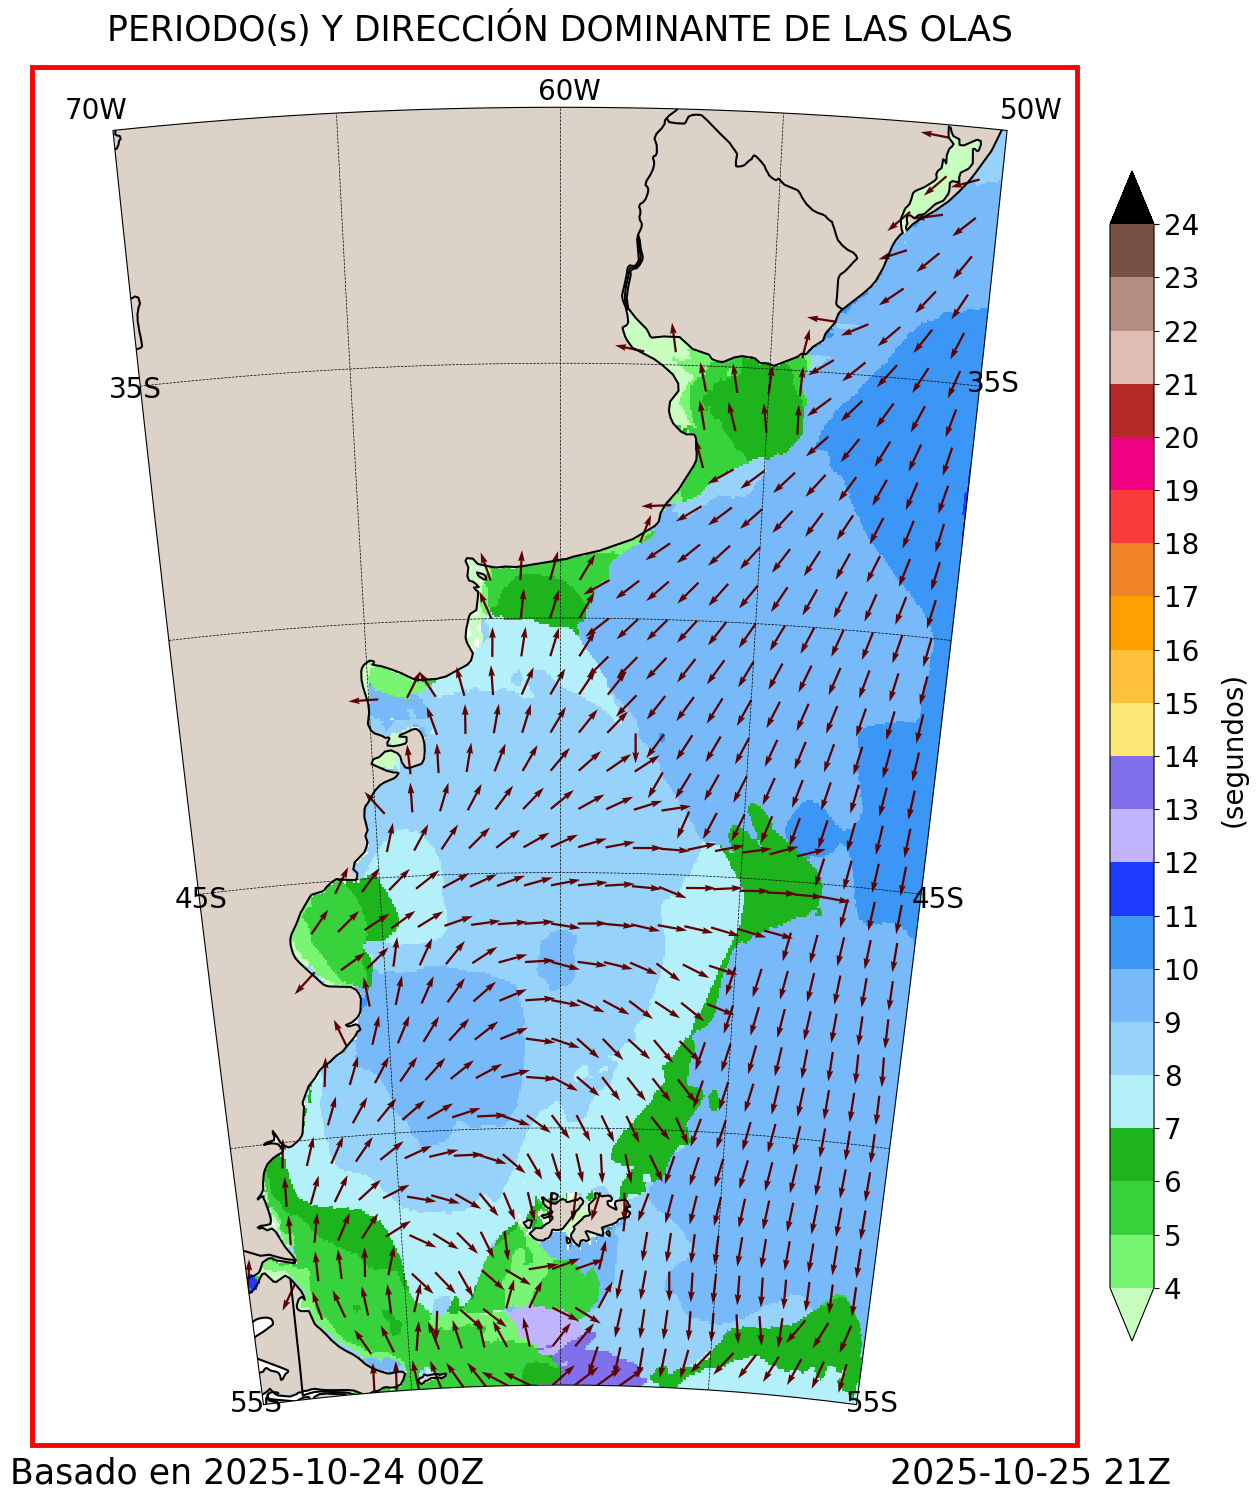 PERIODO(s) Y DIRECCIÓN DOMINANTE DE LAS OLAS
70W
60W
50W
35S
35S
45S
45S
55S
55S
24
23
22
21
20
19
18
17
16
15
14
13
12
11
10
9
8
7
6
5
4
(segundos)
Basado en 2025-10-24 00Z
2025-10-25 21Z